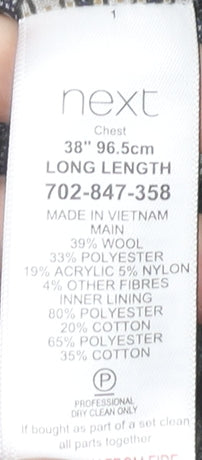 1
next
Chest
38" 96.5cm
LONG LENGTH
702-847-358
MADE IN VIETNAM
MAIN
39% WOOL
33% POLYESTER
19% ACRYLIC 5% NYLON
4% OTHER FIBRES
INNER LINING
80% POLYESTER
20% COTTON
65% POLYESTER
35% COTTON
P
PROFESSIONAL
DRY CLEAN ONLY
If bought as part of a set clean
all parts together
FROM FIRE